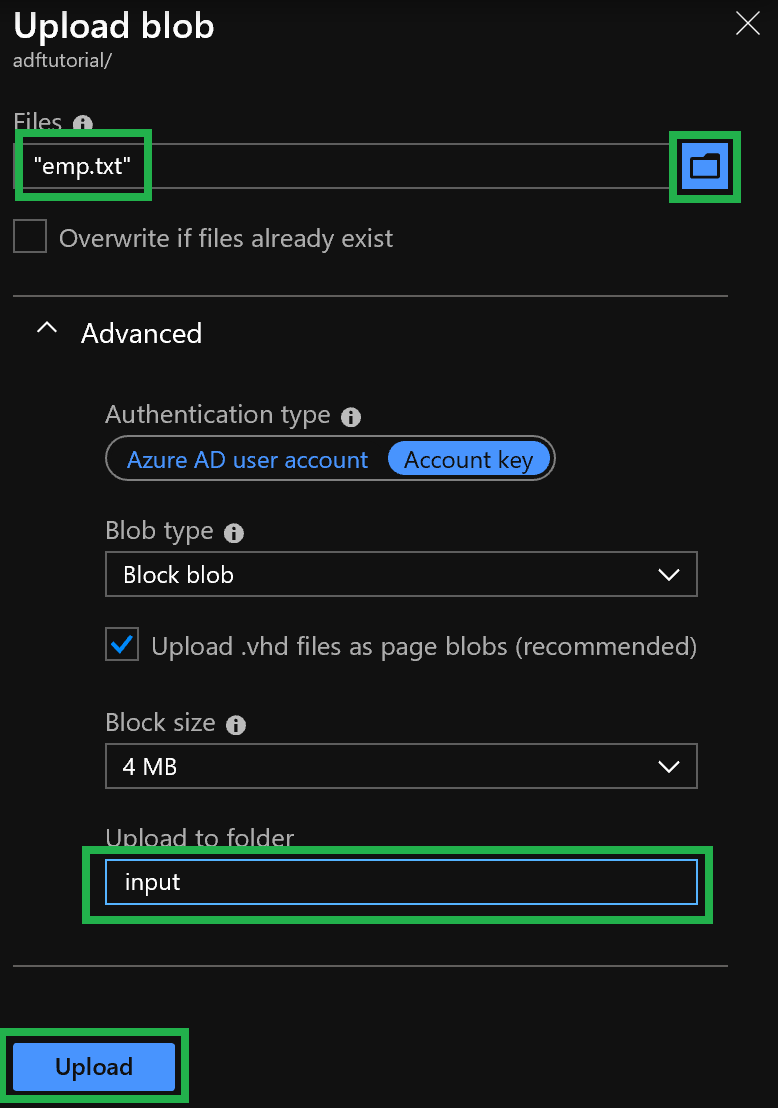 Upload blob
adftutorial/
Files
"emp.txt"
Overwrite if files already exist
Advanced
Authentication type
Azure AD user account Account key
Blob type
Block blob
Upload .vhd files as page blobs (recommended)
Block size
4 MB
Upload to folder
input
Upload